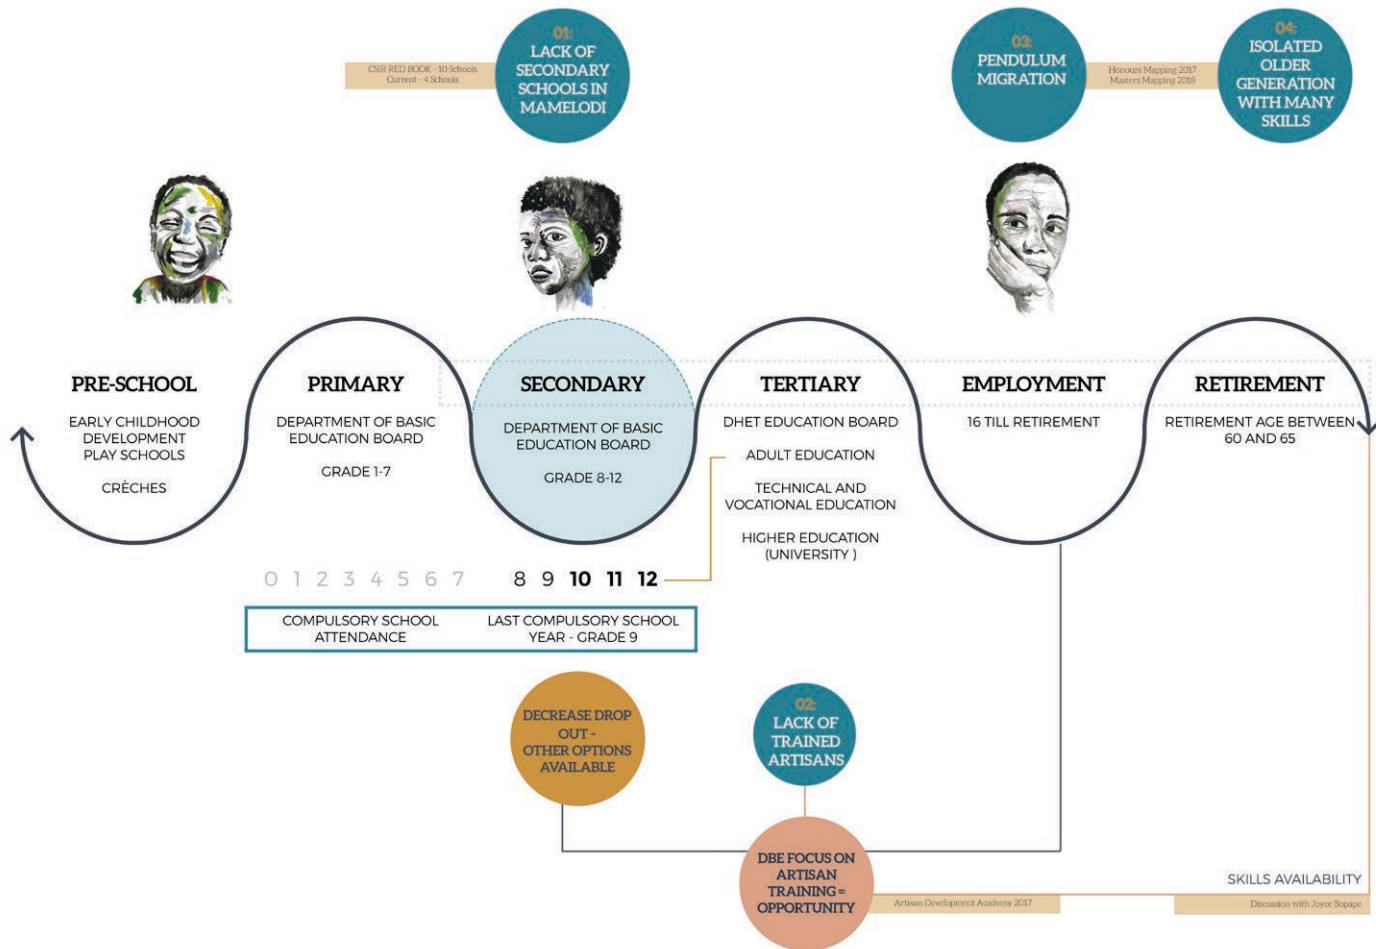 01:
LACK OF
SECONDARY
SCHOOLS IN
MAMELODI
CSIR RED BOOK - 10 Schools
Current - 4 Schools
03:
PENDULUM
MIGRATION
Honours Mapping 2017
Masters Mapping 2018
04:
ISOLATED
OLDER
GENERATION
WITH MANY
SKILLS
PRE-SCHOOL
EARLY CHILDHOOD
DEVELOPMENT
PLAY SCHOOLS
CRÈCHES
PRIMARY
DEPARTMENT OF BASIC
EDUCATION BOARD
GRADE 1-7
SECONDARY
DEPARTMENT OF BASIC
EDUCATION BOARD
GRADE 8-12
TERTIARY
DHET EDUCATION BOARD
ADULT EDUCATION
TECHNICAL AND
VOCATIONAL EDUCATION
HIGHER EDUCATION
(UNIVERSITY )
EMPLOYMENT
16 TILL RETIREMENT
RETIREMENT
RETIREMENT AGE BETWEEN
60 AND 65
0 1 2 3 4 5 6 7 8 9 10 11 12
COMPULSORY SCHOOL
ATTENDANCE
LAST COMPULSORY SCHOOL
YEAR - GRADE 9
DECREASE DROP
OUT -
OTHER OPTIONS
AVAILABLE
02:
LACK OF
TRAINED
ARTISANS
DBE FOCUS ON
ARTISAN
TRAINING =
OPPORTUNITY
Artisan Development Academy 2017
SKILLS AVAILABILITY
Discussion with Joyce Bopape